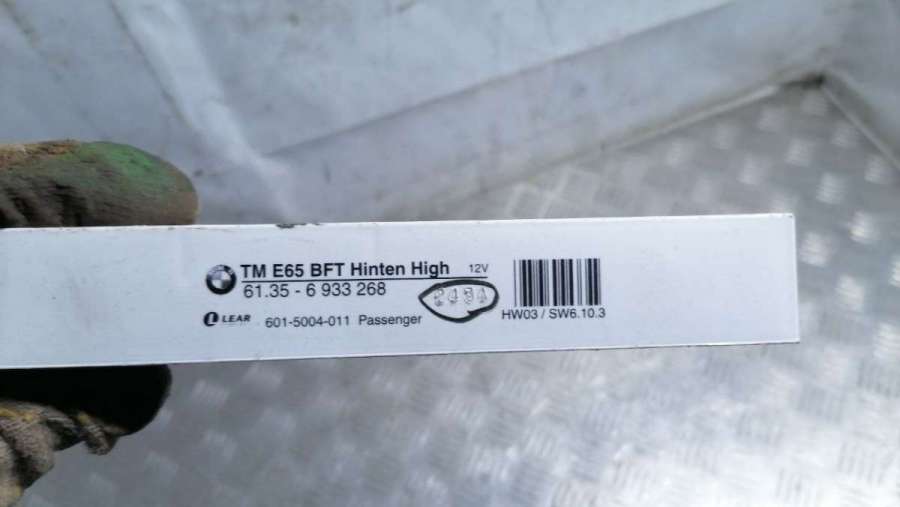 TM E65 BFT Hinten High 12V
61.35 - 6 933 268
LEAR 601-5004-011 Passenger
HW03 / SW6.10.3